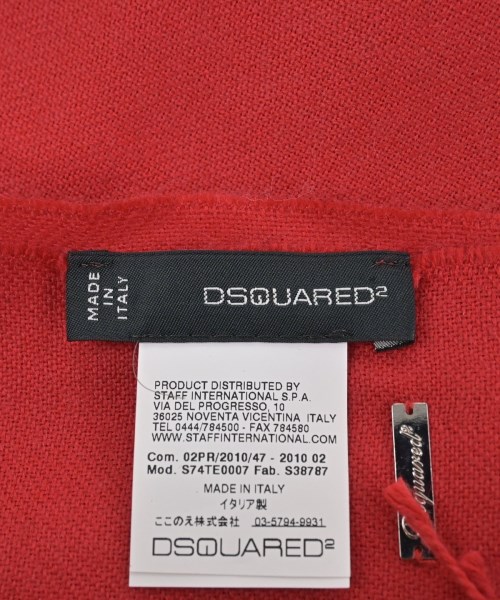 MADE
IN
ITALY
DSQUARED2
PRODUCT DISTRIBUTED BY
STAFF INTERNATIONAL S.P.A.
VIA DEL PROGRESSO, 10
36025 NOVENTA VICENTINA ITALY
TEL 0444/784500 - FAX 784580
WWW.STAFFINTERNATIONAL.COM
Com. 02PR/2010/47 - 2010 02
Mod. S74TE0007 Fab. S38787
MADE IN ITALY
イタリア製
ここのえ株式会社 03-5794-9931
DSQUARED2
Dsquared2